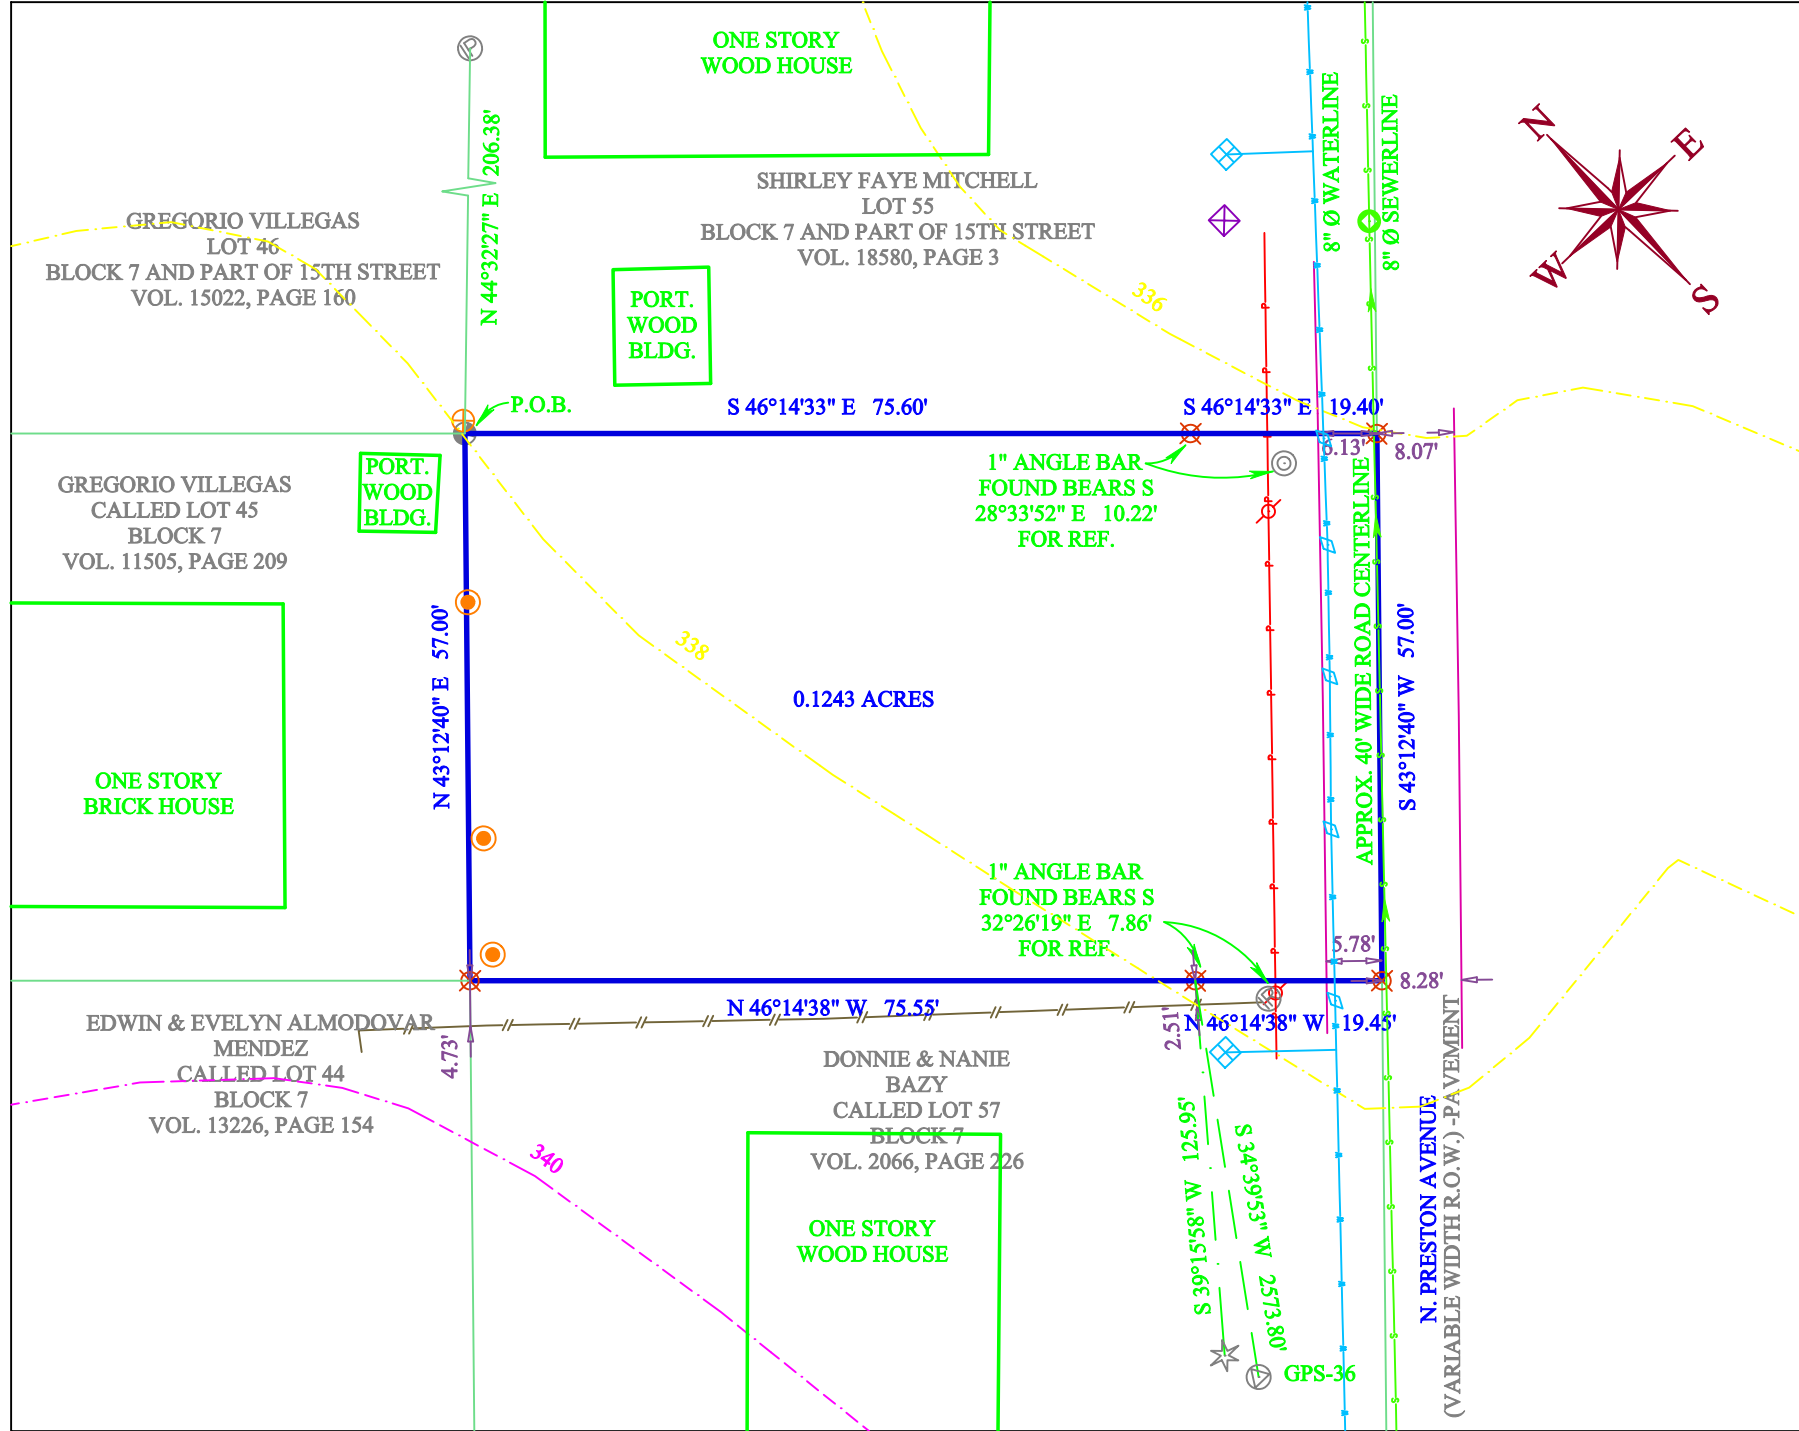 ONE STORY
WOOD HOUSE
N 44°32'27" E 206.38'
8" Ø WATERLINE
8" Ø SEWERLINE
N
E
W
S
SHIRLEY FAYE MITCHELL
LOT 55
BLOCK 7 AND PART OF 15TH STREET
VOL. 18580, PAGE 3
GREGORIO VILLEGAS
LOT 46
BLOCK 7 AND PART OF 15TH STREET
VOL. 15022, PAGE 160
PORT.
WOOD
BLDG.
336
P.O.B.
S 46°14'33" E 75.60'
S 46°14'33" E 19.40'
6.13'
8.07'
PORT.
WOOD
BLDG.
GREGORIO VILLEGAS
CALLED LOT 45
BLOCK 7
VOL. 11505, PAGE 209
1" ANGLE BAR
FOUND BEARS S
28°33'52" E 10.22'
FOR REF.
APPROX. 40' WIDE ROAD CENTERLINE
N 43°12'40" E 57.00'
S 43°12'40" W 57.00'
338
0.1243 ACRES
ONE STORY
BRICK HOUSE
1" ANGLE BAR
FOUND BEARS S
32°26'19" E 7.86'
FOR REF.
5.78'
8.28'
N 46°14'38" W 75.55'
N 46°14'38" W 19.45'
4.73'
2.51'
EDWIN & EVELYN ALMODOVAR
MENDEZ
CALLED LOT 44
BLOCK 7
VOL. 13226, PAGE 154
DONNIE & NANIE
BAZY
CALLED LOT 57
BLOCK 7
VOL. 2066, PAGE 226
340
ONE STORY
WOOD HOUSE
S 39°15'58" W 125.95'
S 34°39'53" W 2573.80'
GPS-36
N. PRESTON AVENUE
(VARIABLE WIDTH R.O.W.) -PAVEMENT